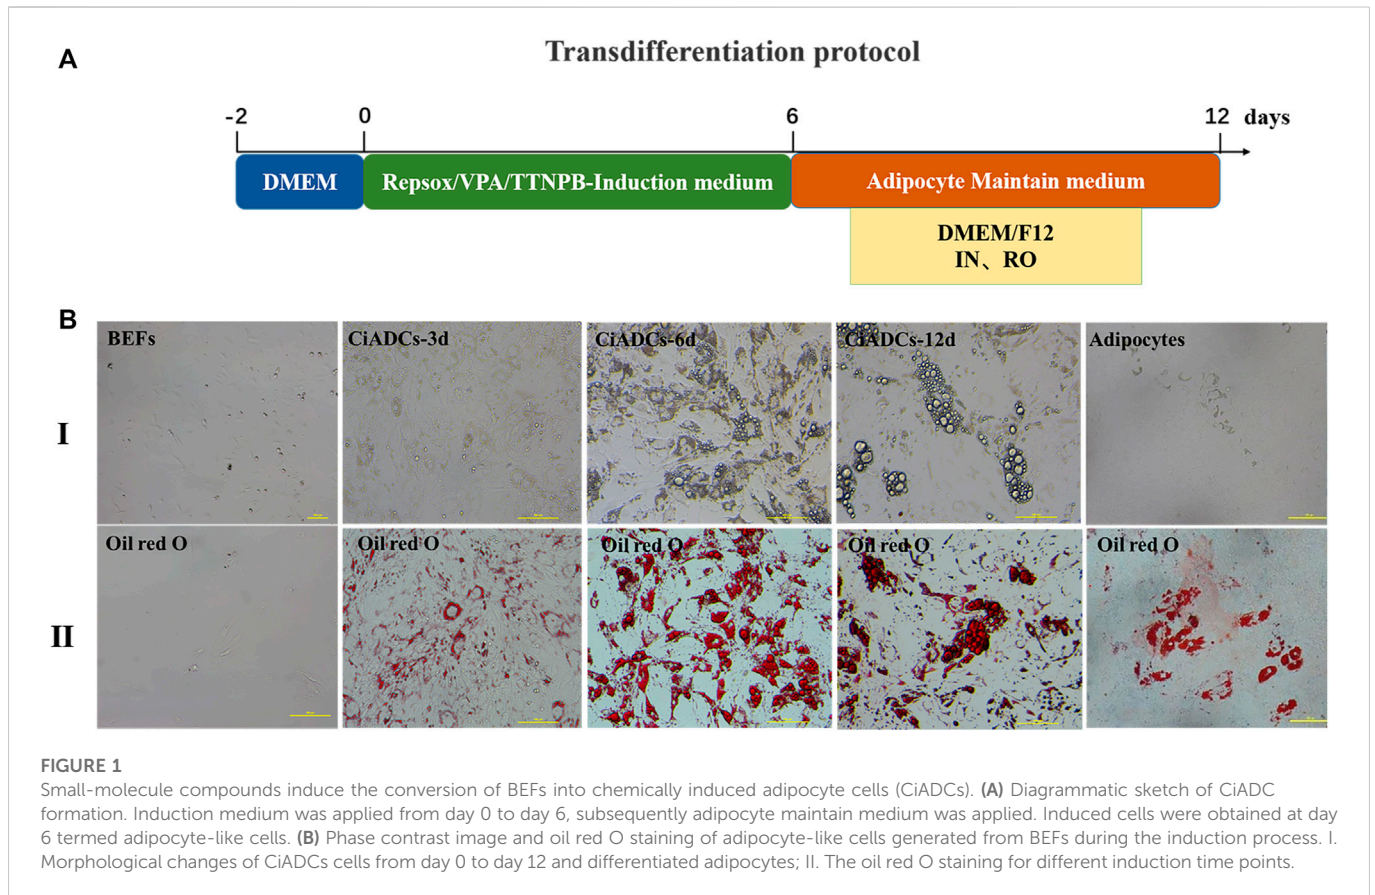 A
Transdifferentiation protocol
-2
0
6
12
days
DMEM
Repsox/VPA/TTNPB-Induction medium
Adipocyte Maintain medium
DMEM/F12
IN、RO
B
BEFs
CiADCs-3d
CiADCs-6d
CiADCs-12d
Adipocytes
I
Oil red O
Oil red O
Oil red O
Oil red O
Oil red O
II
FIGURE 1
Small-molecule compounds induce the conversion of BEFs into chemically induced adipocyte cells (CiADCs). (A) Diagrammatic sketch of CiADC
formation. Induction medium was applied from day 0 to day 6, subsequently adipocyte maintain medium was applied. Induced cells were obtained at day
6 termed adipocyte-like cells. (B) Phase contrast image and oil red O staining of adipocyte-like cells generated from BEFs during the induction process. I.
Morphological changes of CiADCs cells from day 0 to day 12 and differentiated adipocytes; II. The oil red O staining for different induction time points.